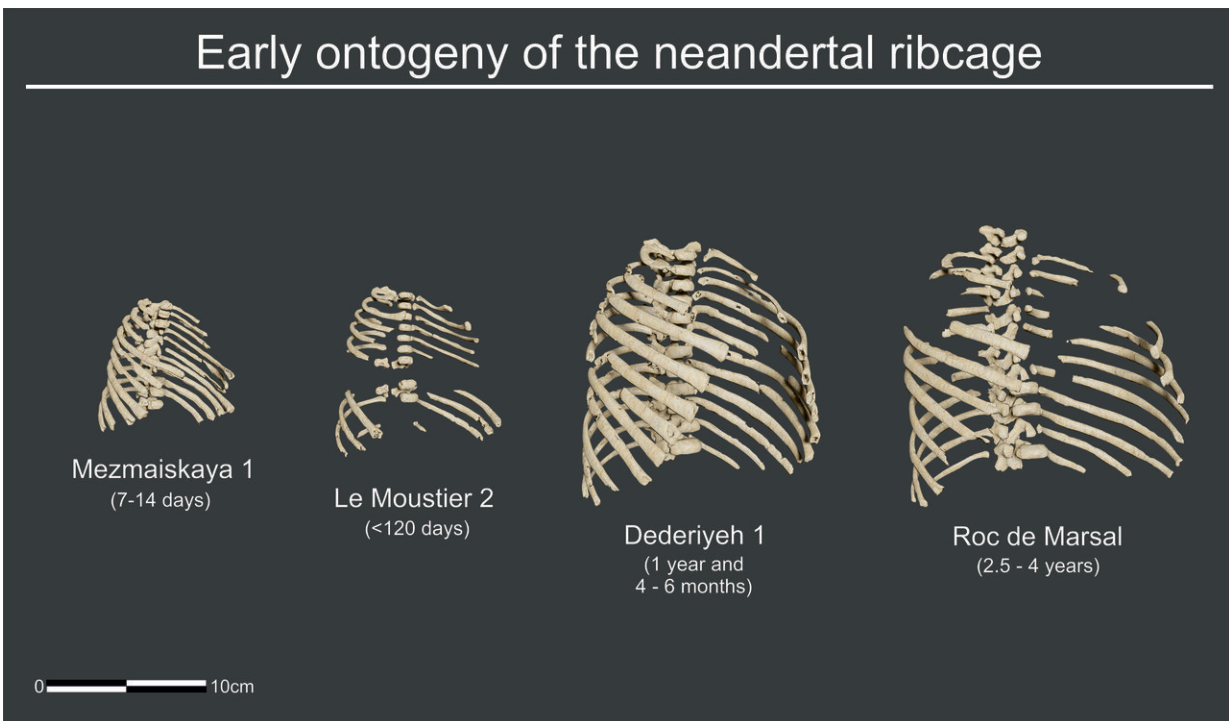 Early ontogeny of the neandertal ribcage
Mezmaiskaya 1
(7-14 days)
Le Moustier 2
(<120 days)
Dederiyeh 1
(1 year and
4 - 6 months)
Roc de Marsal
(2.5 - 4 years)
0 10cm